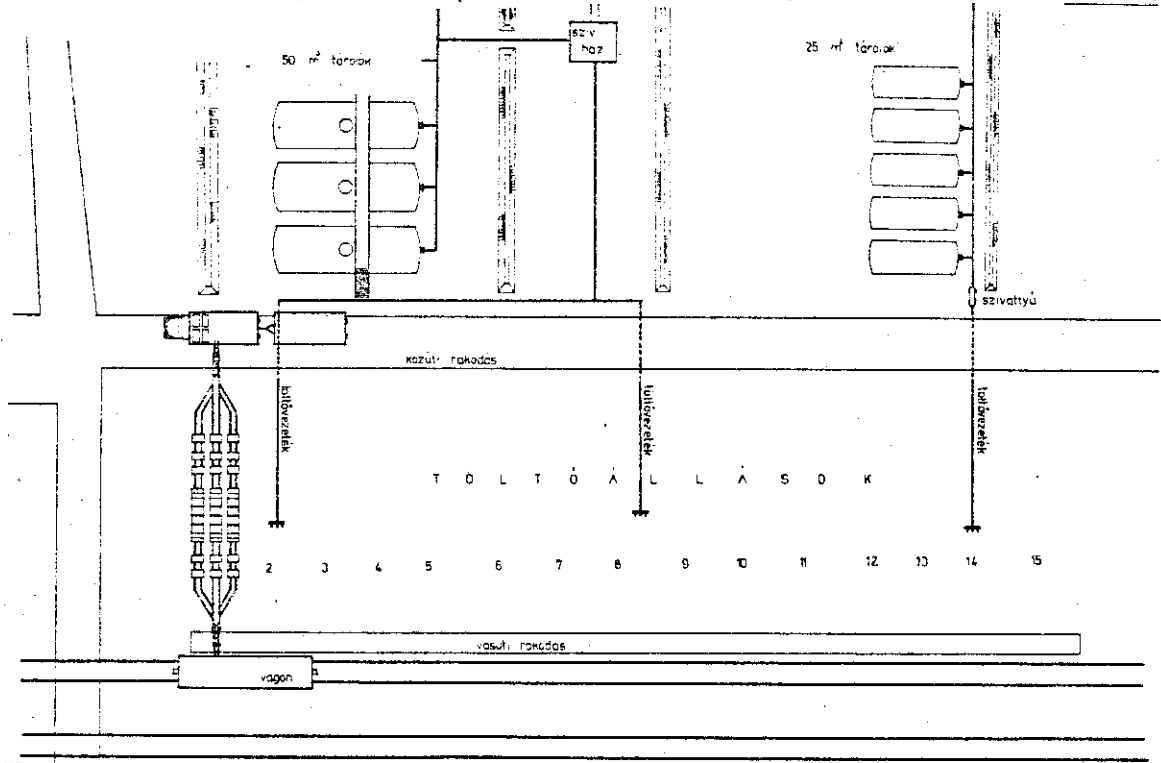 sziv.
ház
50 m³ tárolók
25 m³ tárolók
szivattyú
közúti rakodás
töltővezeték
töltővezeték
töltővezeték
T Ö L T Ő Á L L Á S O K
2 3 4 5 6 7 8 9 10 11 12 13 14 15
vasúti rakodás
vagon